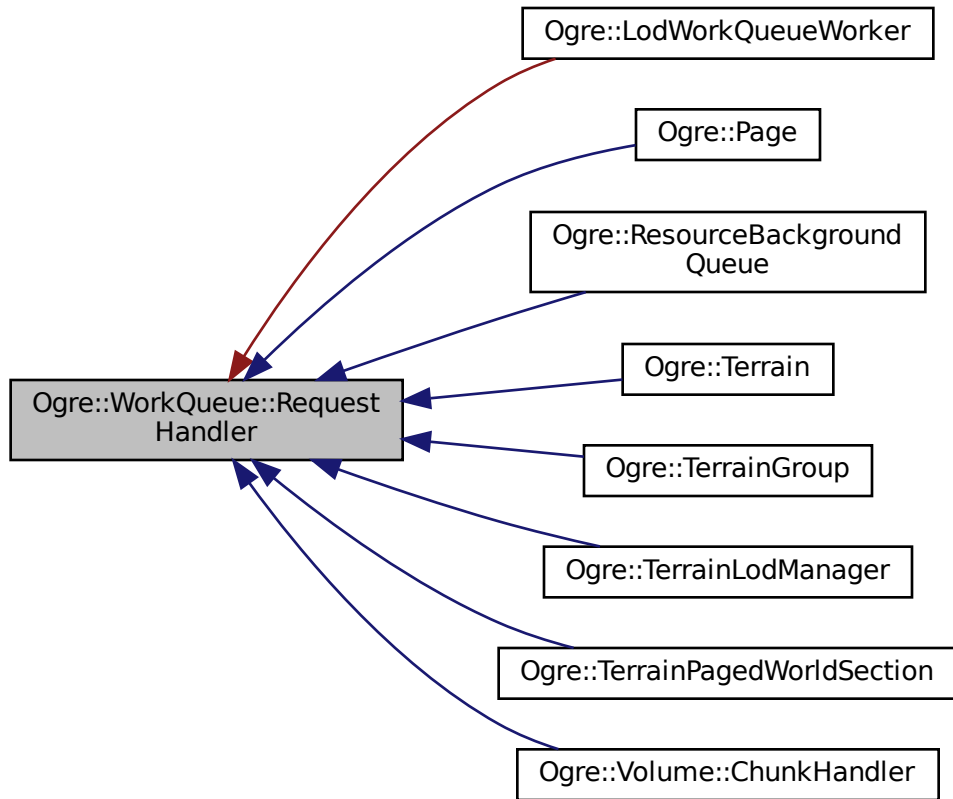 Ogre::LodWorkQueueWorker
Ogre::Page
Ogre::ResourceBackground
Queue
Ogre::Terrain
Ogre::WorkQueue::Request
Handler
Ogre::TerrainGroup
Ogre::TerrainLodManager
Ogre::TerrainPagedWorldSection
Ogre::Volume::ChunkHandler